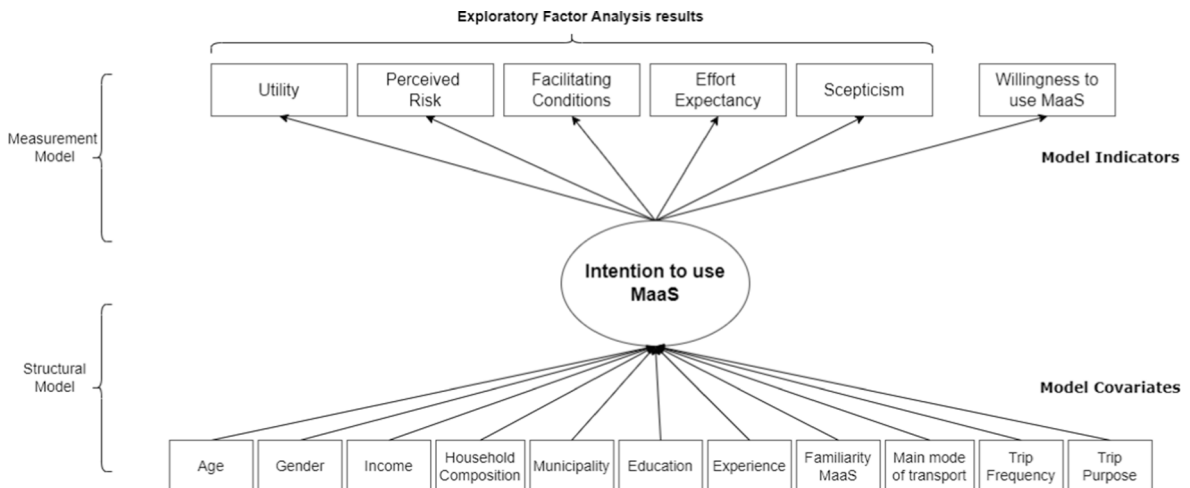 Exploratory Factor Analysis results
Utility
Perceived
Risk
Facilitating
Conditions
Effort
Expectancy
Scepticism
Willingness to
use MaaS
Measurement
Model
Model Indicators
Intention to use
MaaS
Structural
Model
Model Covariates
Age
Gender
Income
Household
Composition
Municipality
Education
Experience
Familiarity
MaaS
Main mode
of transport
Trip
Frequency
Trip
Purpose